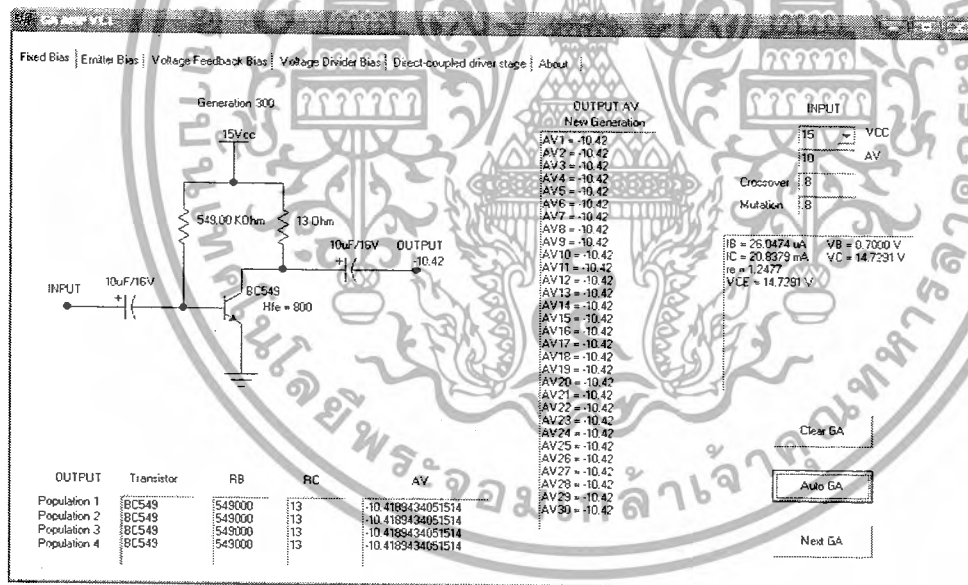 GA Amp V1.1
Fixed Bias Emitter Bias Voltage Feedback Bias Voltage Divider Bias Direct-coupled driver stage About
Generation 300
15Vcc
549.00 KOhm
13 Ohm
10uF/16V
OUTPUT
-10.42
INPUT
10uF/16V
BC549
Hfe = 800
OUTPUT AV
New Generation
AV1 = -10.42
AV2 = -10.42
AV3 = -10.42
AV4 = -10.42
AV5 = -10.42
AV6 = -10.42
AV7 = -10.42
AV8 = -10.42
AV9 = -10.42
AV10 = -10.42
AV11 = -10.42
AV12 = -10.42
AV13 = -10.42
AV14 = -10.42
AV15 = -10.42
AV16 = -10.42
AV17 = -10.42
AV18 = -10.42
AV19 = -10.42
AV20 = -10.42
AV21 = -10.42
AV22 = -10.42
AV23 = -10.42
AV24 = -10.42
AV25 = -10.42
AV26 = -10.42
AV27 = -10.42
AV28 = -10.42
AV29 = -10.42
AV30 = -10.42
INPUT
15 VCC
10 AV
Crossover .8
Mutation .8
IB = 26.0474 uA VB = 0.7000 V
IC = 20.8379 mA VC = 14.7291 V
re = 1.2477
VCE = 14.7291 V
Clear GA
Auto GA
Next GA
OUTPUT Transistor RB RC AV
Population 1 BC549 549000 13 -10.4189434051514
Population 2 BC549 549000 13 -10.4189434051514
Population 3 BC549 549000 13 -10.4189434051514
Population 4 BC549 549000 13 -10.4189434051514